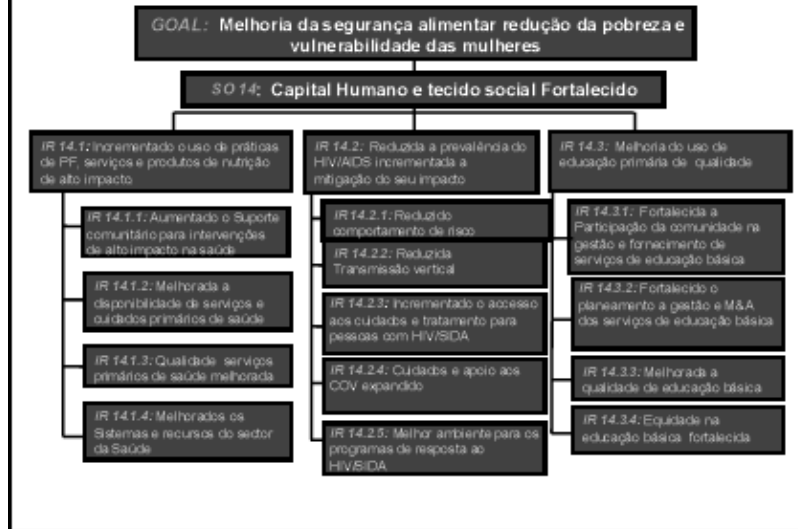 GOAL: Melhoria da segurança alimentar redução da pobreza e
vulnerabilidade das mulheres
SO 14: Capital Humano e tecido social Fortalecido
IR 14.1: Incrementado o uso de práticas
de PF, serviços e produtos de nutrição
de alto impacto
IR 14.1.1: Aumentado o Suporte
comunitário para intervenções
de alto impacto na saúde
IR 14.1.2: Melhorada a
disponibilidade de serviços e
cuidados primários de saúde
IR 14.1.3: Qualidade serviços
primários de saúde melhorada
IR 14.1.4: Melhorados os
Sistemas e recursos do sector
da Saúde
IR 14.2: Reduzida a prevalência do
HIV/AIDS incrementada a
mitigação do seu impacto
IR 14.2.1: Reduzido
comportamento de risco
IR 14.2.2: Reduzida
Transmissão vertical
IR 14.2.3: Incrementado o accesso
aos cuidados e tratamento para
pessoas com HIV/SIDA
IR 14.2.4: Cuidados e apoio aos
COV expandido
IR 14.2.5: Melhor ambiente para os
programas de resposta ao
HIV/SIDA
IR 14.3: Melhoria do uso de
educação primária de qualidade
IR 14.3.1: Fortalecida a
Participação da comunidade na
gestão e fornecimento de
serviços de educação básica
IR 14.3.2: Fortalecido o
planeamento a gestão e M&A
dos serviços de educação básica
IR 14.3.3: Melhorada a
qualidade de educação básica
IR 14.3.4: Equidade na
educação básica fortalecida